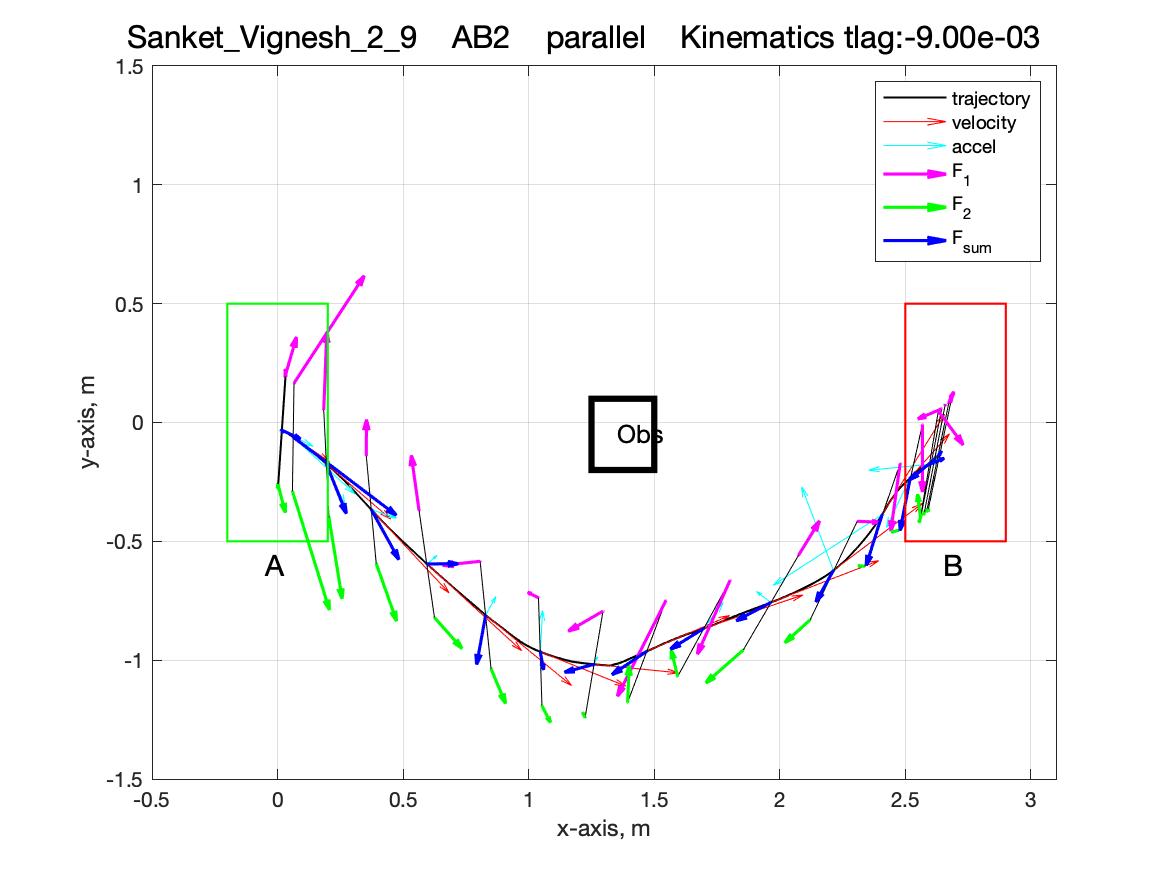 Sanket_Vignesh_2_9 AB2 parallel Kinematics tlag:-9.00e-03
1.5
1
0.5
0
-0.5
-1
-1.5
y-axis, m
trajectory
velocity
accel
F1
F2
Fsum
Obs
A
B
-0.5 0 0.5 1 1.5 2 2.5 3
x-axis, m